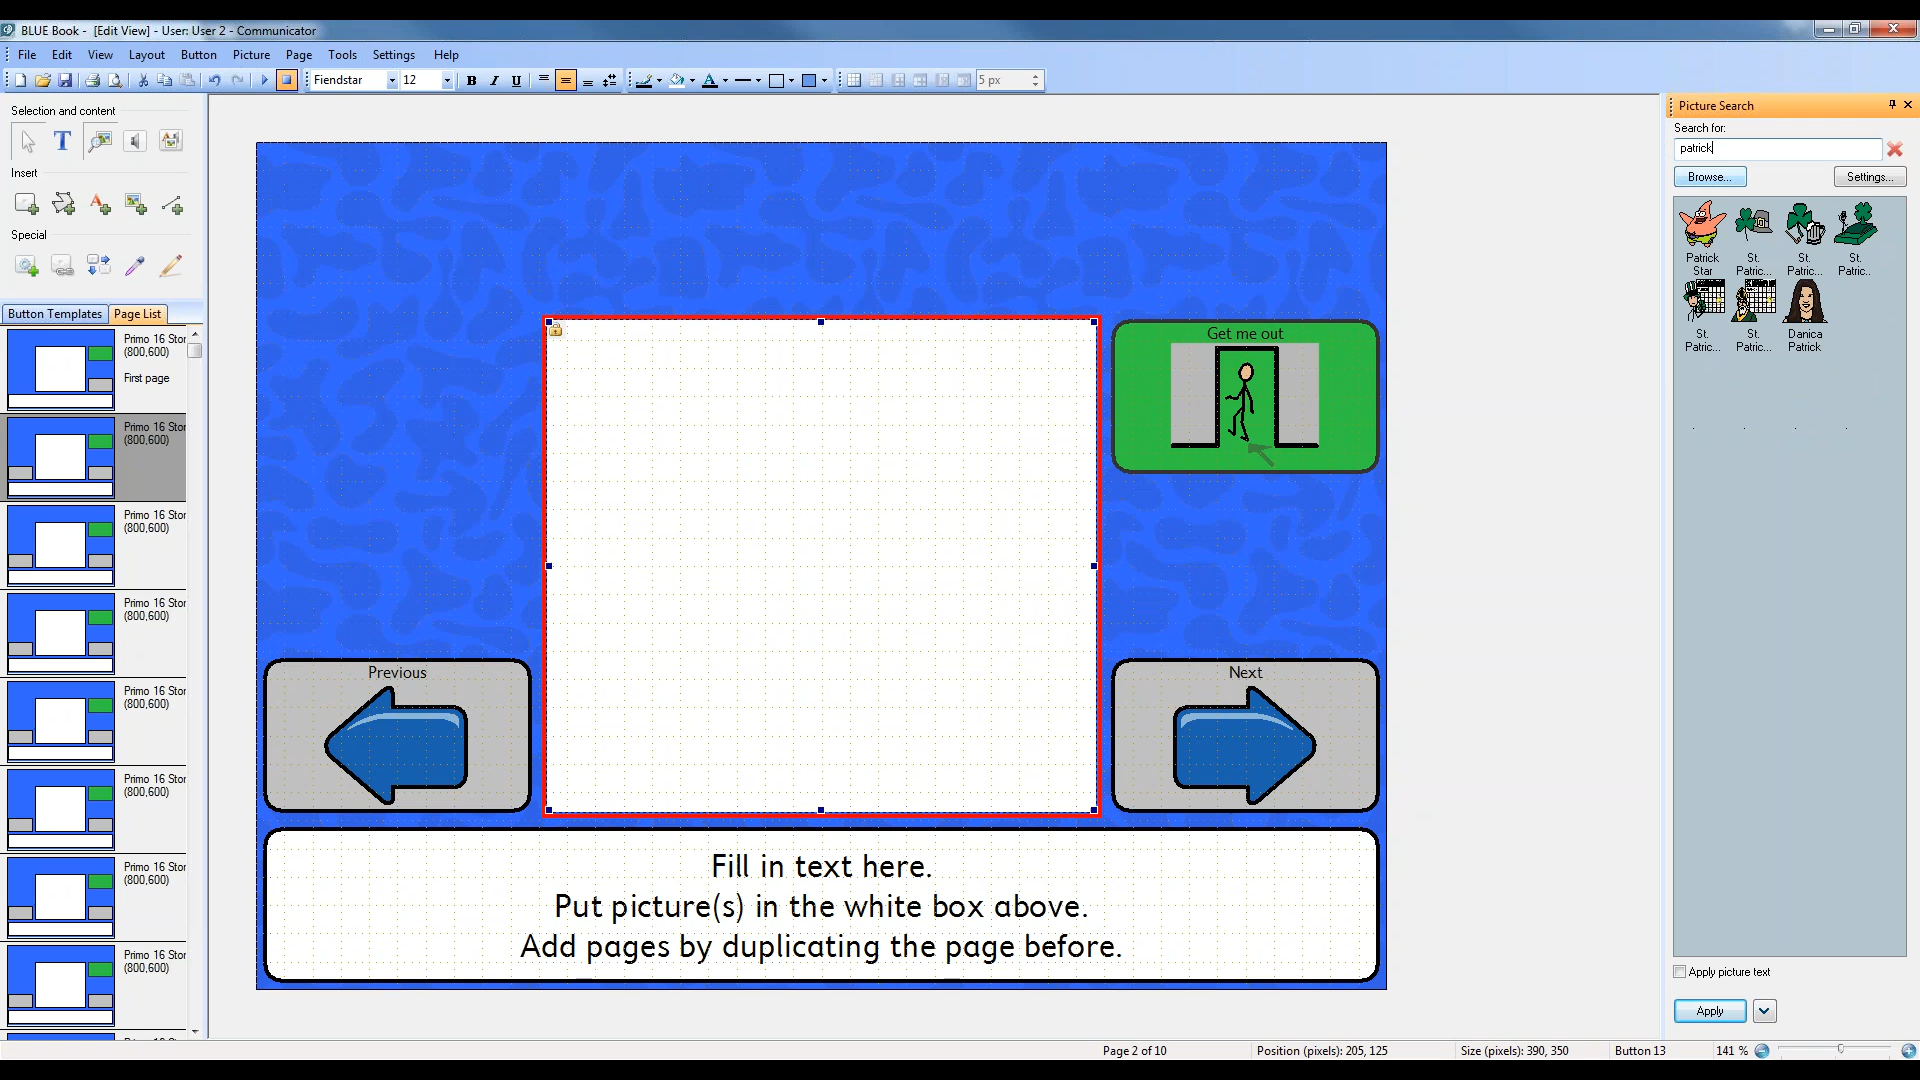 BLUE Book - [Edit View] - User: User 2 - Communicator
File Edit View Layout Button Picture Page Tools Settings Help
Fiendstar 12 B I U A 5 px
Selection and content
T
Insert
A
Special
Button Templates Page List
Primo 16 Stor
(800,600)
First page
Primo 16 Stor
(800,600)
Primo 16 Stor
(800,600)
Primo 16 Stor
(800,600)
Primo 16 Stor
(800,600)
Primo 16 Stor
(800,600)
Primo 16 Stor
(800,600)
Primo 16 Stor
(800,600)
Get me out
Previous
Next
Fill in text here.
Put picture(s) in the white box above.
Add pages by duplicating the page before.
Picture Search
Search for:
patrick
Browse... Settings...
Patrick Star
St. Patric...
St. Patric...
St. Patric..
St. Patric...
St. Patric...
Danica Patrick
Apply picture text
Apply
Page 2 of 10 Position (pixels): 205, 125 Size (pixels): 390, 350 Button 13 141 %